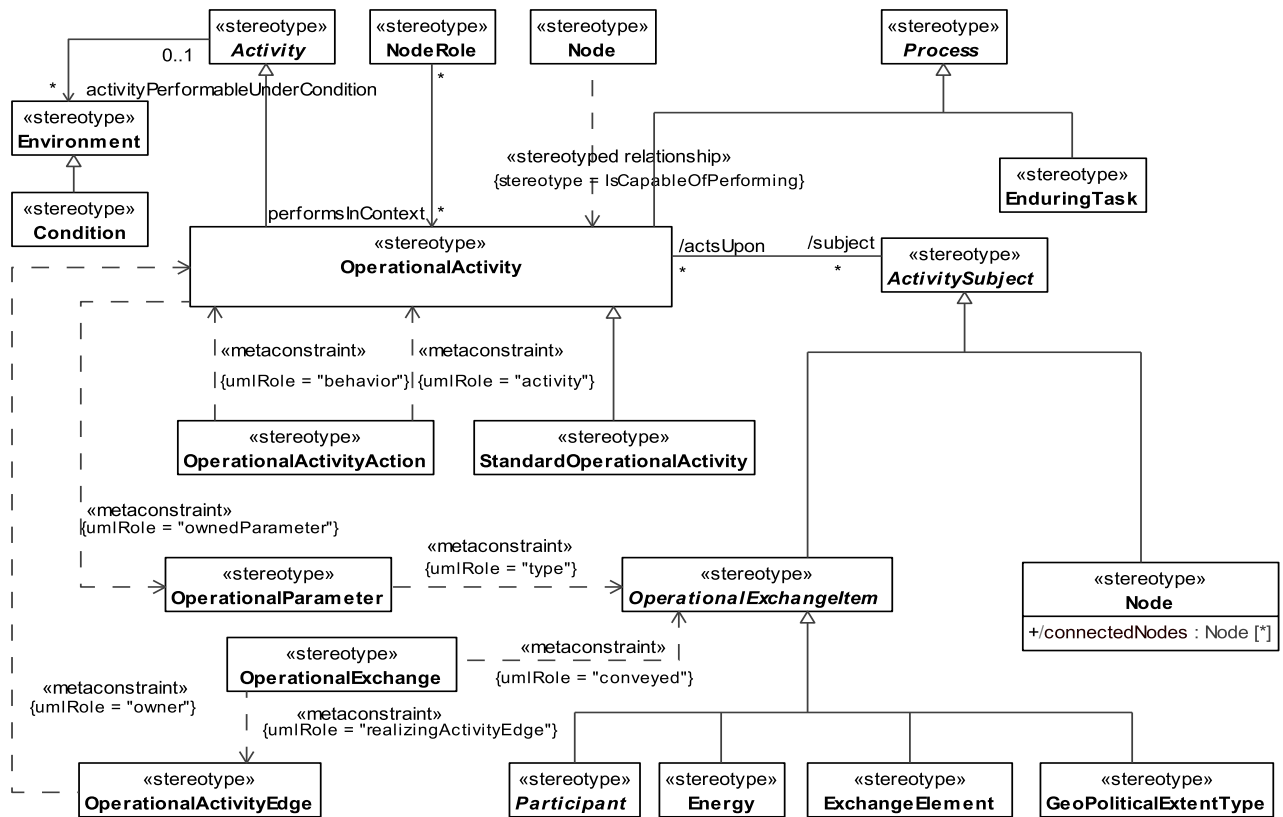 «stereotype»
Activity
«stereotype»
NodeRole
«stereotype»
Node
«stereotype»
Process
0..1
*
*
activityPerformableUnderCondition
«stereotype»
Environment
«stereotyped relationship»
{stereotype = IsCapableOfPerforming}
«stereotype»
EnduringTask
«stereotype»
Condition
performsInContext
*
«stereotype»
OperationalActivity
/actsUpon
*
/subject
*
«stereotype»
ActivitySubject
«metaconstraint»
{umlRole = "behavior"}
«metaconstraint»
{umlRole = "activity"}
«stereotype»
OperationalActivityAction
«stereotype»
StandardOperationalActivity
«metaconstraint»
{umlRole = "ownedParameter"}
«stereotype»
OperationalParameter
«metaconstraint»
{umlRole = "type"}
«stereotype»
OperationalExchangeItem
«stereotype»
Node
+/connectedNodes : Node [*]
«stereotype»
OperationalExchange
«metaconstraint»
{umlRole = "conveyed"}
«metaconstraint»
{umlRole = "owner"}
«metaconstraint»
{umlRole = "realizingActivityEdge"}
«stereotype»
OperationalActivityEdge
«stereotype»
Participant
«stereotype»
Energy
«stereotype»
ExchangeElement
«stereotype»
GeoPoliticalExtentType